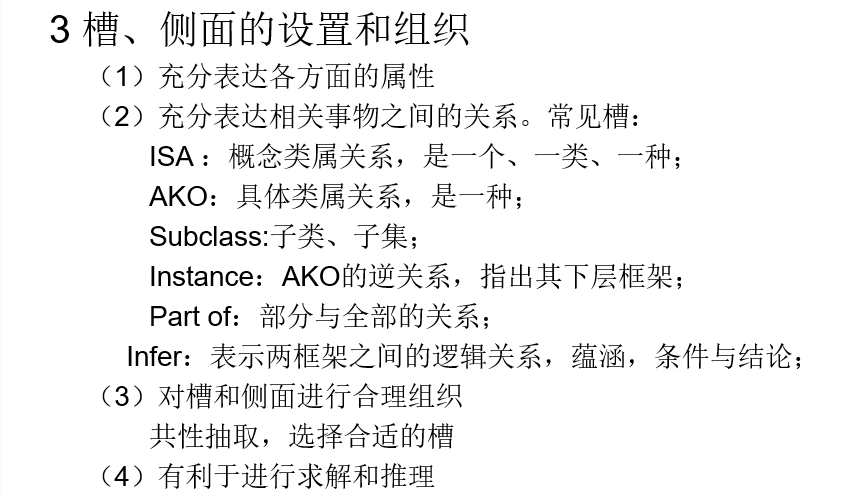 3 槽、侧面的设置和组织
（1）充分表达各方面的属性
（2）充分表达相关事物之间的关系。常见槽：
ISA ：概念类属关系，是一个、一类、一种；
AKO：具体类属关系，是一种；
Subclass:子类、子集；
Instance：AKO的逆关系，指出其下层框架；
Part of：部分与全部的关系；
Infer：表示两框架之间的逻辑关系，蕴涵，条件与结论；
（3）对槽和侧面进行合理组织
共性抽取，选择合适的槽
（4）有利于进行求解和推理